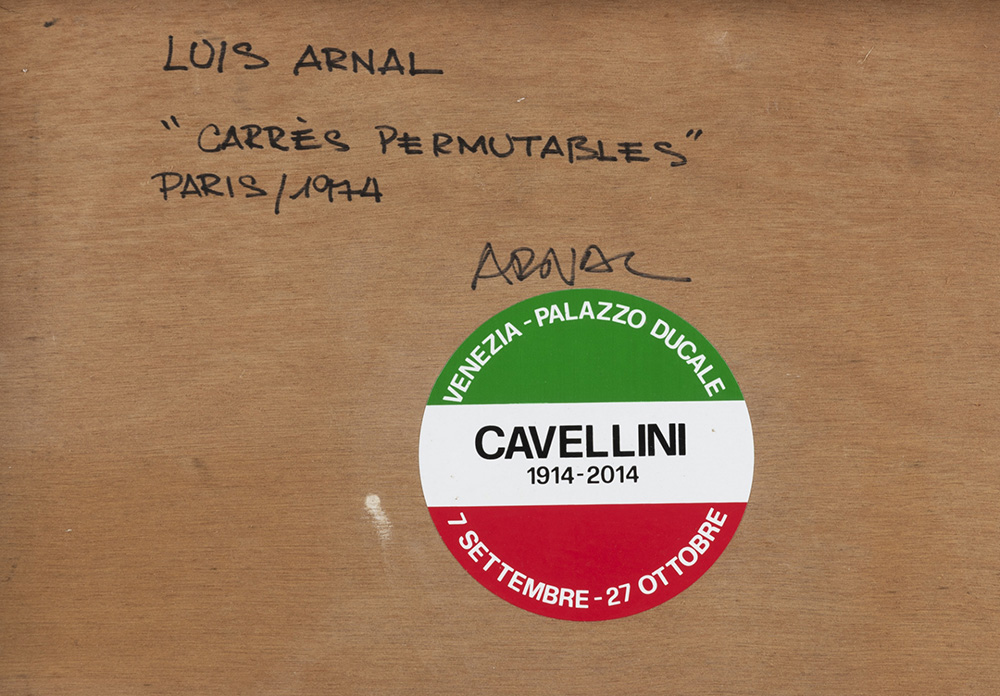 LUIS ARNAL
"CARRÈS PERMUTABLES"
PARIS/1974
ARNAL
VENEZIA - PALAZZO DUCALE
CAVELLINI
1914-2014
7 SETTEMBRE - 27 OTTOBRE